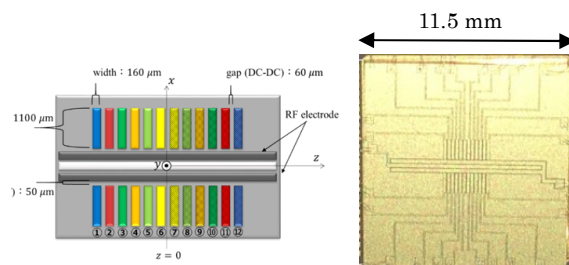 11.5 mm
width : 160 μm
x
gap (DC-DC) : 60 μm
1100 μm
RF electrode
y
z
) : 50 μm
① ② ③ ④ ⑤ ⑥ ⑦ ⑧ ⑨ ⑩ ⑪ ⑫
z = 0